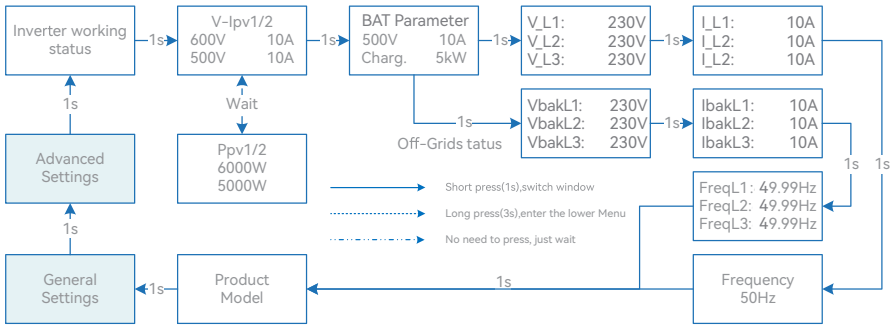 Inverter working
status
1s
V-Ipv1/2
600V 10A
500V 10A
1s
BAT Parameter
500V 10A
Charg. 5kW
1s
V_L1: 230V
V_L2: 230V
V_L3: 230V
1s
I_L1: 10A
I_L2: 10A
I_L2: 10A
1s
Wait
1s
VbakL1: 230V
VbakL2: 230V
VbakL3: 230V
1s
IbakL1: 10A
IbakL2: 10A
IbakL3: 10A
Off-Grids tatus
Advanced
Settings
Ppv1/2
6000W
5000W
1s
1s
Short press(1s),switch window
Long press(3s),enter the lower Menu
No need to press, just wait
FreqL1: 49.99Hz
FreqL2: 49.99Hz
FreqL3: 49.99Hz
1s
General
Settings
1s
Product
Model
1s
Frequency
50Hz